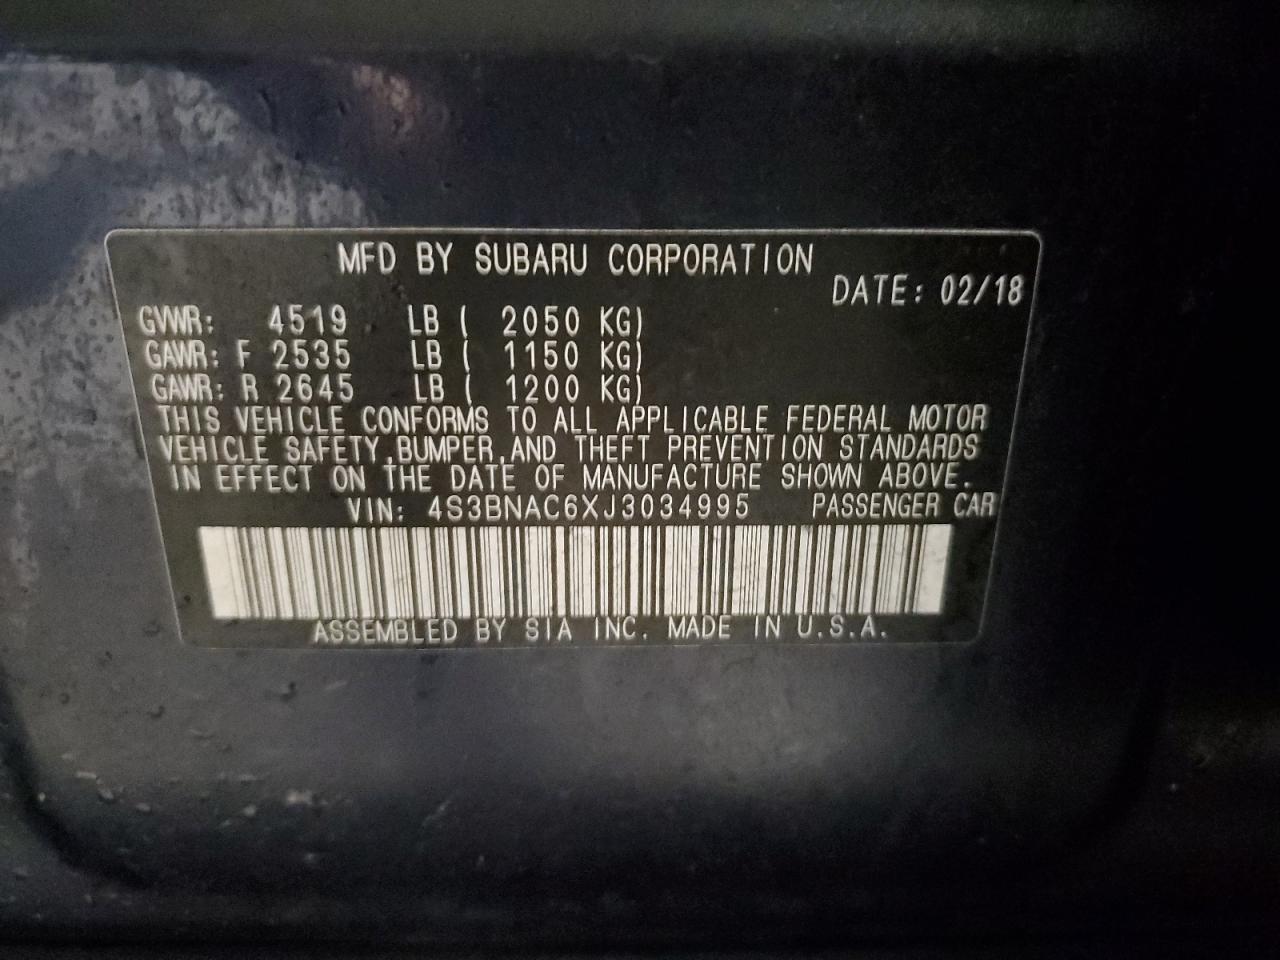 MFD BY SUBARU CORPORATION
DATE: 02/18
GVWR: 4519 LB ( 2050 KG)
GAWR: F 2535 LB ( 1150 KG)
GAWR: R 2645 LB ( 1200 KG)
THIS VEHICLE CONFORMS TO ALL APPLICABLE FEDERAL MOTOR
VEHICLE SAFETY,BUMPER,AND THEFT PREVENTION STANDARDS
IN EFFECT ON THE DATE OF MANUFACTURE SHOWN ABOVE.
VIN: 4S3BNAC6XJ3034995 PASSENGER CAR
ASSEMBLED BY SIA INC. MADE IN U.S.A.